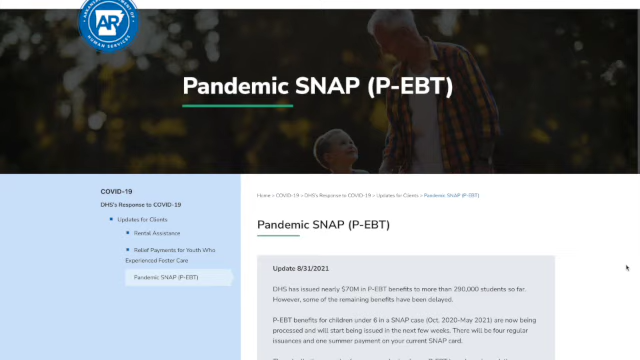 ARKANSAS DEPARTMENT OF
AR
HUMAN SERVICES
Pandemic SNAP (P-EBT)
COVID-19
DHS's Response to COVID-19
Updates for Clients
Rental Assistance
Relief Payments for Youth Who
Experienced Foster Care
Pandemic SNAP (P-EBT)
Home > COVID-19 > DHS's Response to COVID-19 > Updates for Clients > Pandemic SNAP (P-EBT)
Pandemic SNAP (P-EBT)
Update 8/31/2021
DHS has issued nearly $70M in P-EBT benefits to more than 290,000 students so far.
However, some of the remaining benefits have been delayed.
P-EBT benefits for children under 6 in a SNAP case (Oct, 2020-May 2021) are now being
processed and will start being issued in the next few weeks. There will be four regular
issuances and one summer payment on your current SNAP card.